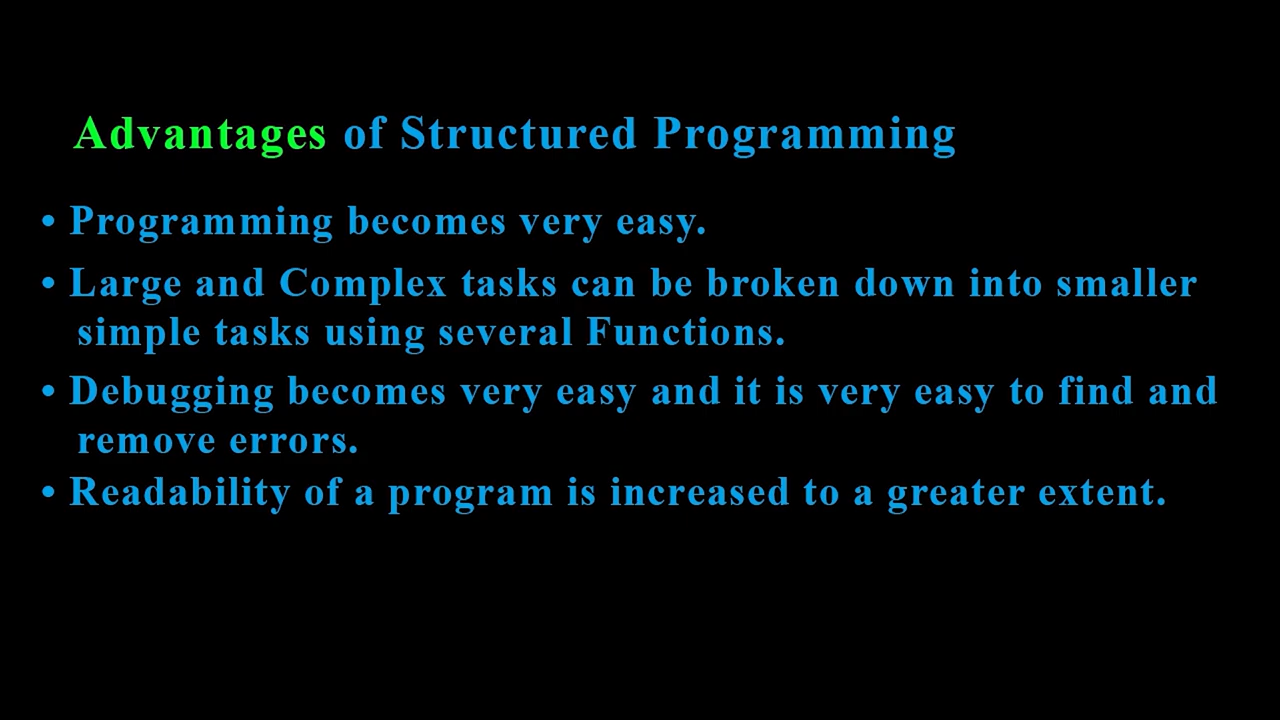 Advantages of Structured Programming
• Programming becomes very easy.
• Large and Complex tasks can be broken down into smaller
simple tasks using several Functions.
• Debugging becomes very easy and it is very easy to find and
remove errors.
• Readability of a program is increased to a greater extent.